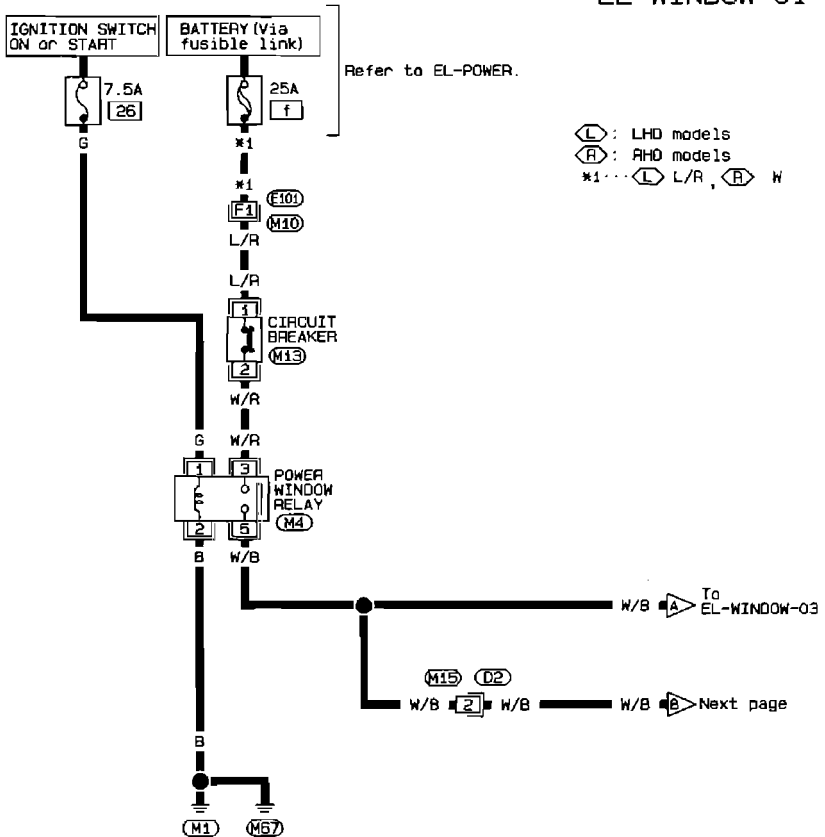 EL-WINDOW-01
IGNITION SWITCH
ON or START
BATTERY (Via
fusible link)
Refer to EL-POWER.
7.5A
26
25A
f
G
*1
L : LHD models
R : RHD models
*1··· L L/R , R W
*1
F1
E101
M10
L/R
L/R
1
CIRCUIT
BREAKER
M13
2
W/R
G
W/R
1
3
POWER
WINDOW
RELAY
M4
2
5
B
W/B
W/B
A
To
EL-WINDOW-03
M15
D2
W/B
2
W/B
W/B
B
Next page
B
M1
M67